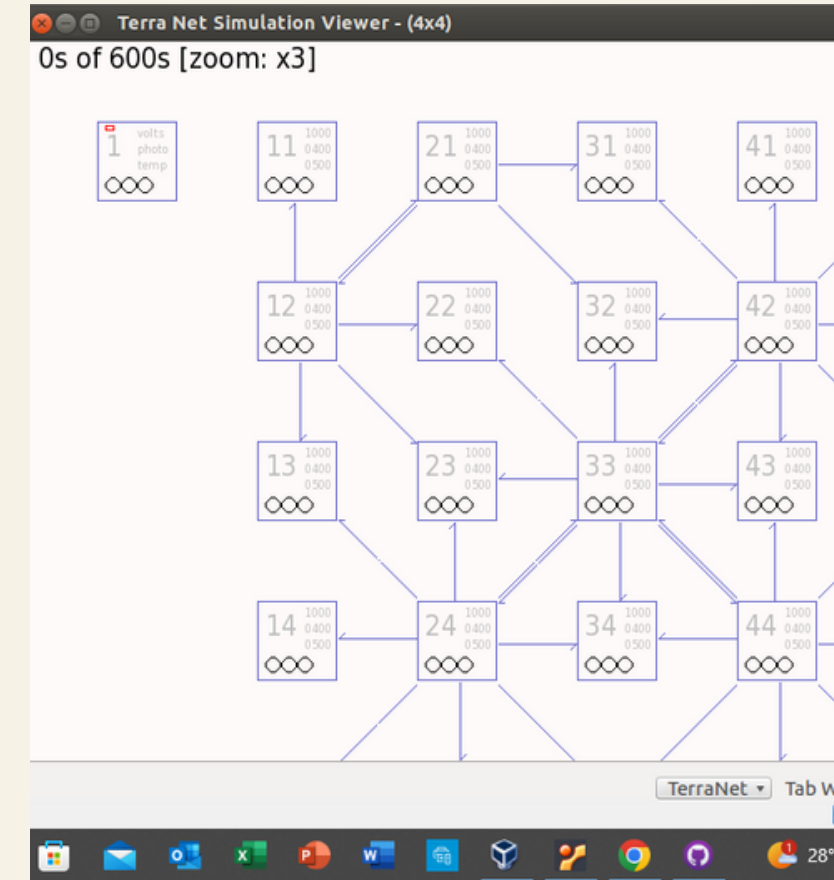 Terra Net Simulation Viewer - (4x4)
0s of 600s [zoom: x3]
1 volts photo temp
11 1000 0400 0500
21 1000 0400 0500
31 1000 0400 0500
41 1000 0400 0500
12 1000 0400 0500
22 1000 0400 0500
32 1000 0400 0500
42 1000 0400 0500
13 1000 0400 0500
23 1000 0400 0500
33 1000 0400 0500
43 1000 0400 0500
14 1000 0400 0500
24 1000 0400 0500
34 1000 0400 0500
44 1000 0400 0500
TerraNet Tab W
1
28°